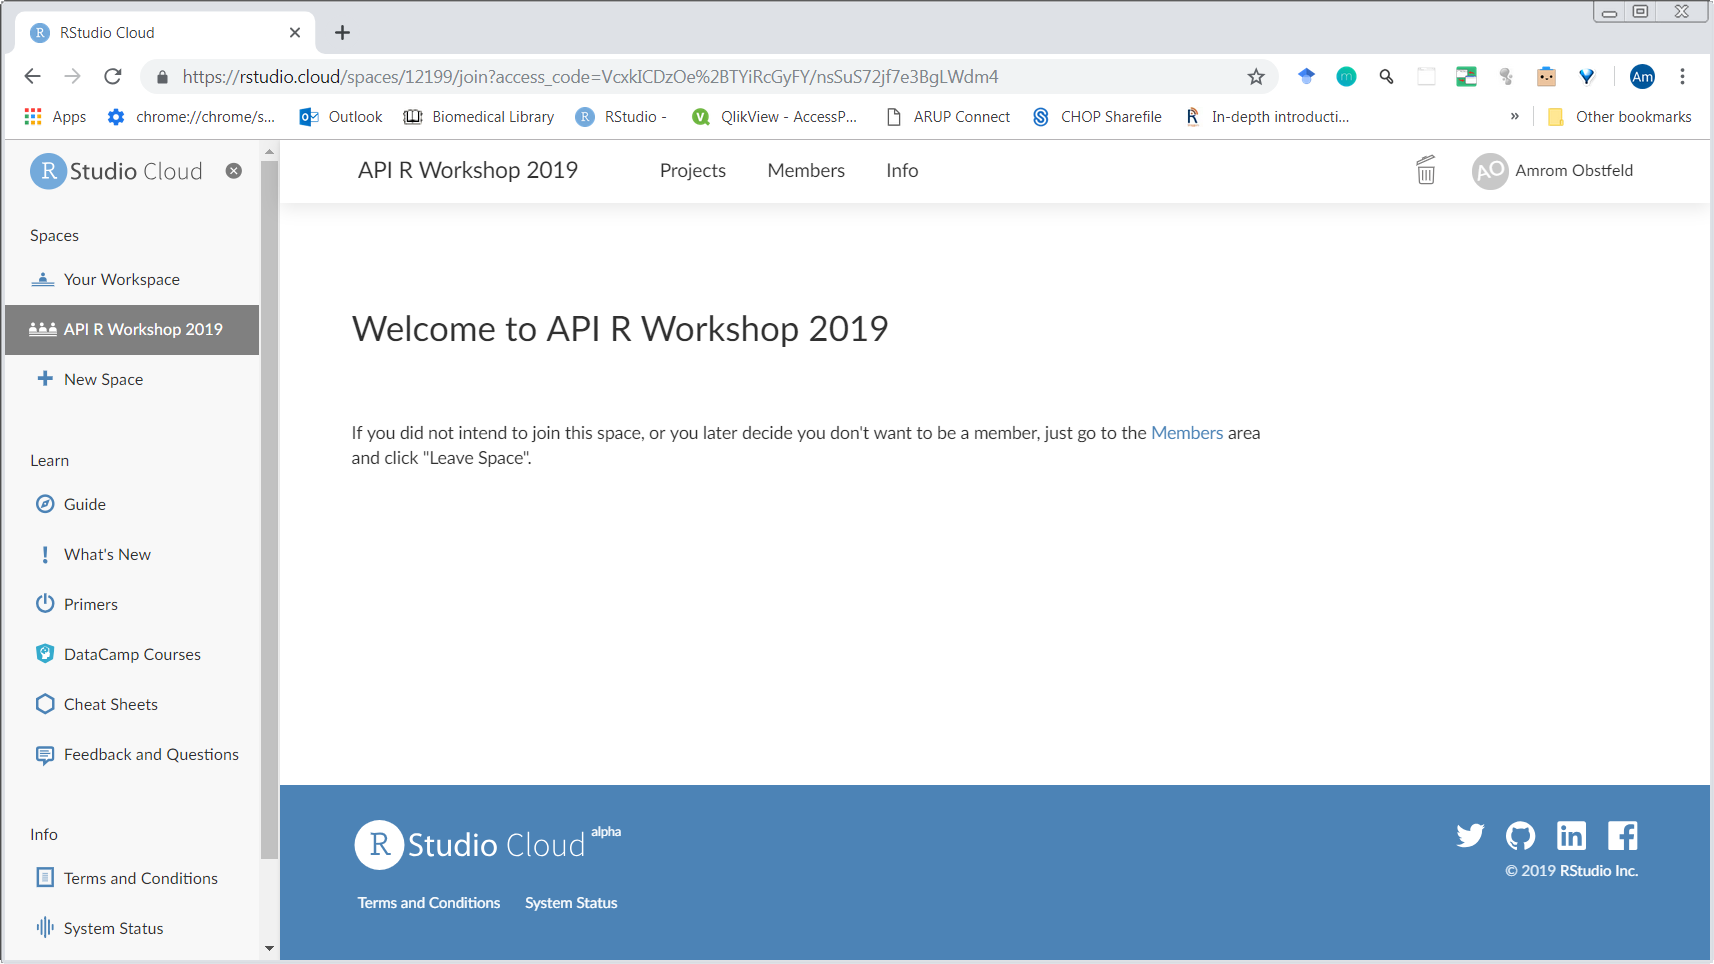 RStudio Cloud
https://rstudio.cloud/spaces/12199/join?access_code=VcxkICDzOe%2BTYiRcGyFY/nsSuS72jf7e3BgLWdm4
m
Am
Apps
chrome://chrome/s...
Outlook
Biomedical Library
RStudio -
QlikView - AccessP...
ARUP Connect
CHOP Sharefile
In-depth introducti...
»
Other bookmarks
R Studio Cloud
API R Workshop 2019
Projects
Members
Info
AO Amrom Obstfeld
Spaces
Your Workspace
API R Workshop 2019
New Space
Learn
Guide
What's New
Primers
DataCamp Courses
Cheat Sheets
Feedback and Questions
Info
Terms and Conditions
System Status
Welcome to API R Workshop 2019
If you did not intend to join this space, or you later decide you don't want to be a member, just go to the Members area
and click "Leave Space".
R Studio Cloud alpha
Terms and Conditions
System Status
© 2019 RStudio Inc.